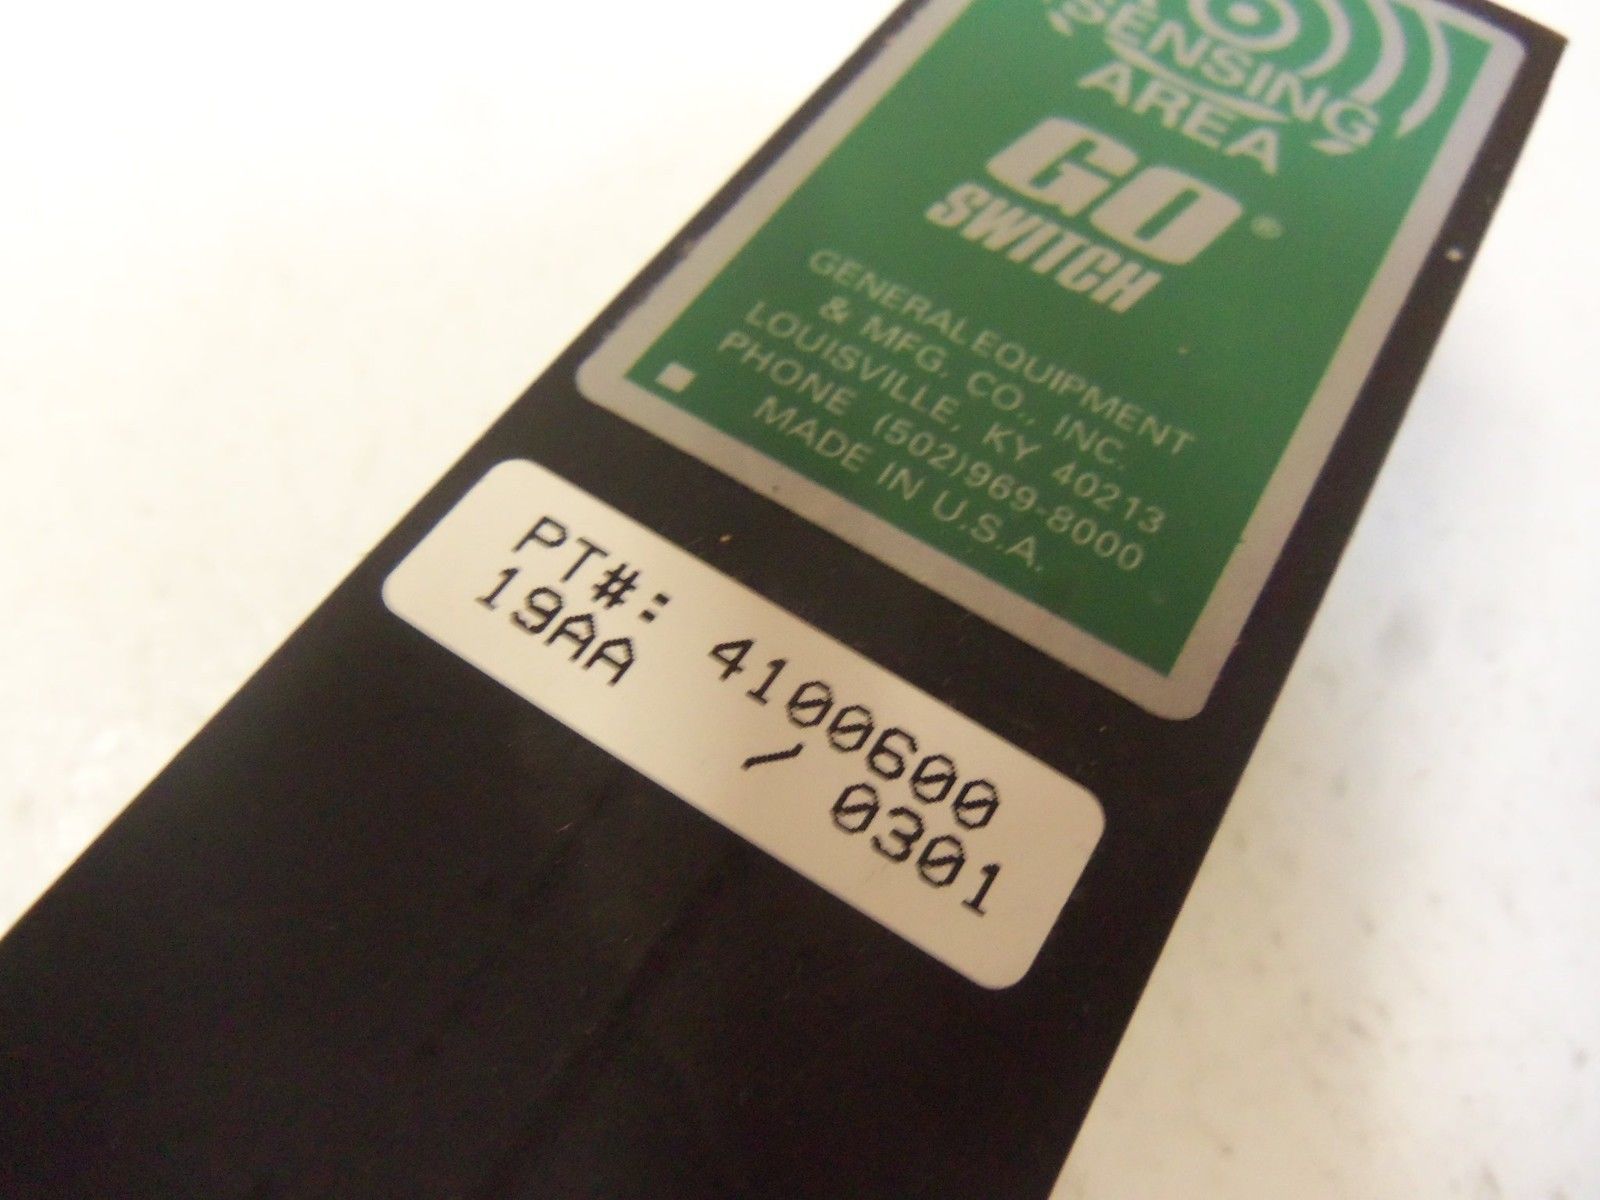 SENSING
AREA
GO®
SWITCH
GENERAL EQUIPMENT
& MFG. CO., INC.
LOUISVILLE, KY 40213
PHONE (502)969-8000
MADE IN U.S.A.
PT#: 4100600
19AA / 0301